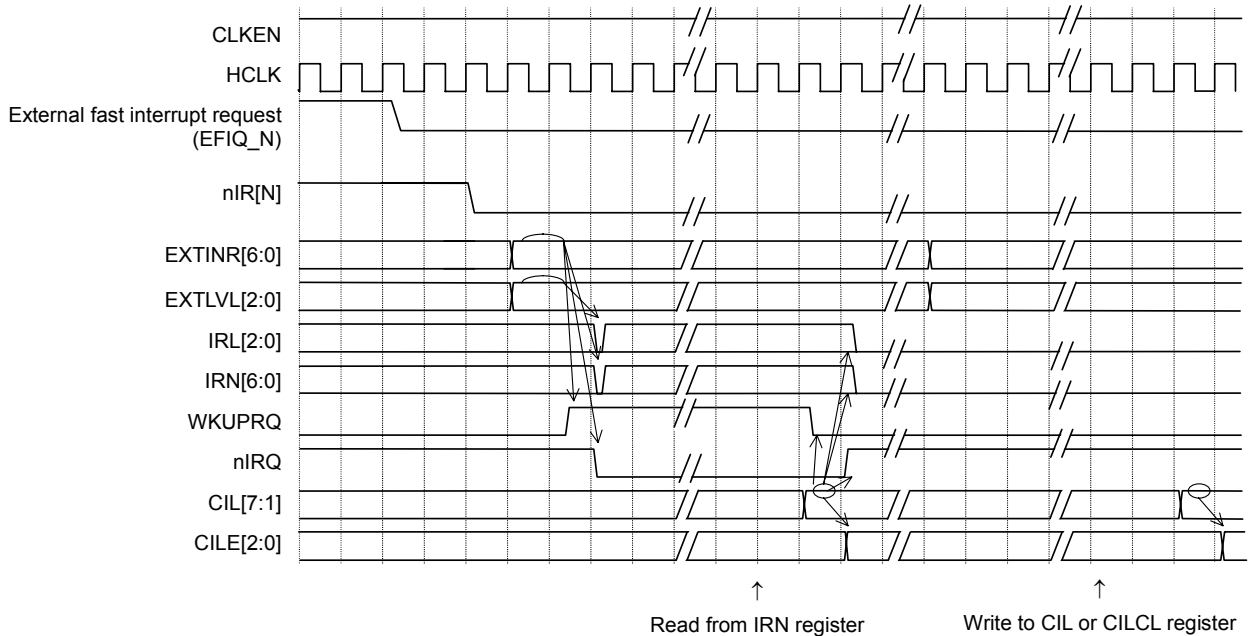 CLKEN
HCLK
External fast interrupt request
(EFIQ_N)
nIR[N]
EXTINR[6:0]
EXTLVL[2:0]
IRL[2:0]
IRN[6:0]
WKUPRQ
nIRQ
CIL[7:1]
CILE[2:0]
↑ ↑
Read from IRN register Write to CIL or CILCL register